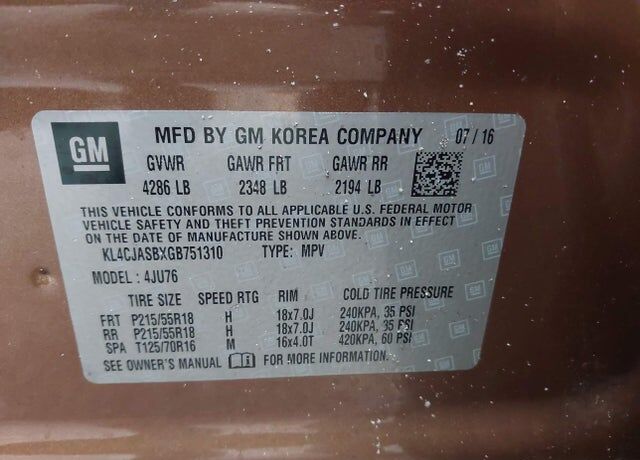 GM MFD BY GM KOREA COMPANY 07 / 16
GVWR GAWR FRT GAWR RR
4286 LB 2348 LB 2194 LB
THIS VEHICLE CONFORMS TO ALL APPLICABLE U.S. FEDERAL MOTOR
VEHICLE SAFETY AND THEFT PREVENTION STANDARDS IN EFFECT
ON THE DATE OF MANUFACTURE SHOWN ABOVE.
KL4CJASBXGB751310 TYPE: MPV
MODEL : 4JU76
TIRE SIZE SPEED RTG RIM COLD TIRE PRESSURE
FRT P215/55R18 H 18x7.0J 240KPA, 35 PSI
RR P215/55R18 H 18x7.0J 240KPA, 35 PSI
SPA T125/70R16 M 16x4.0T 420KPA, 60 PSI
SEE OWNER'S MANUAL FOR MORE INFORMATION.